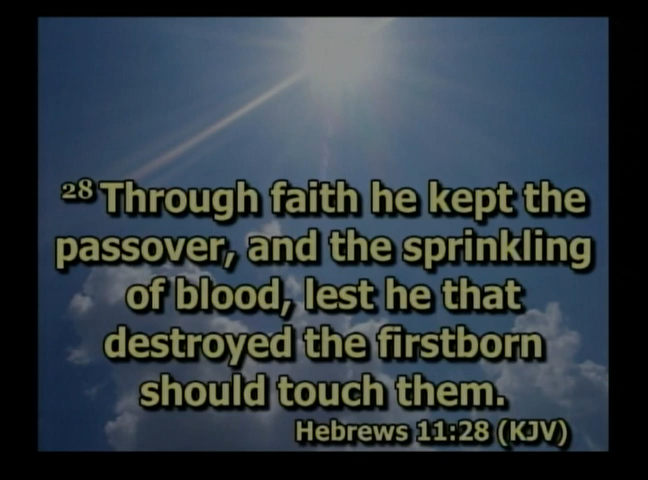 28 Through faith he kept the
passover, and the sprinkling
of blood, lest he that
destroyed the firstborn
should touch them.
Hebrews 11:28 (KJV)